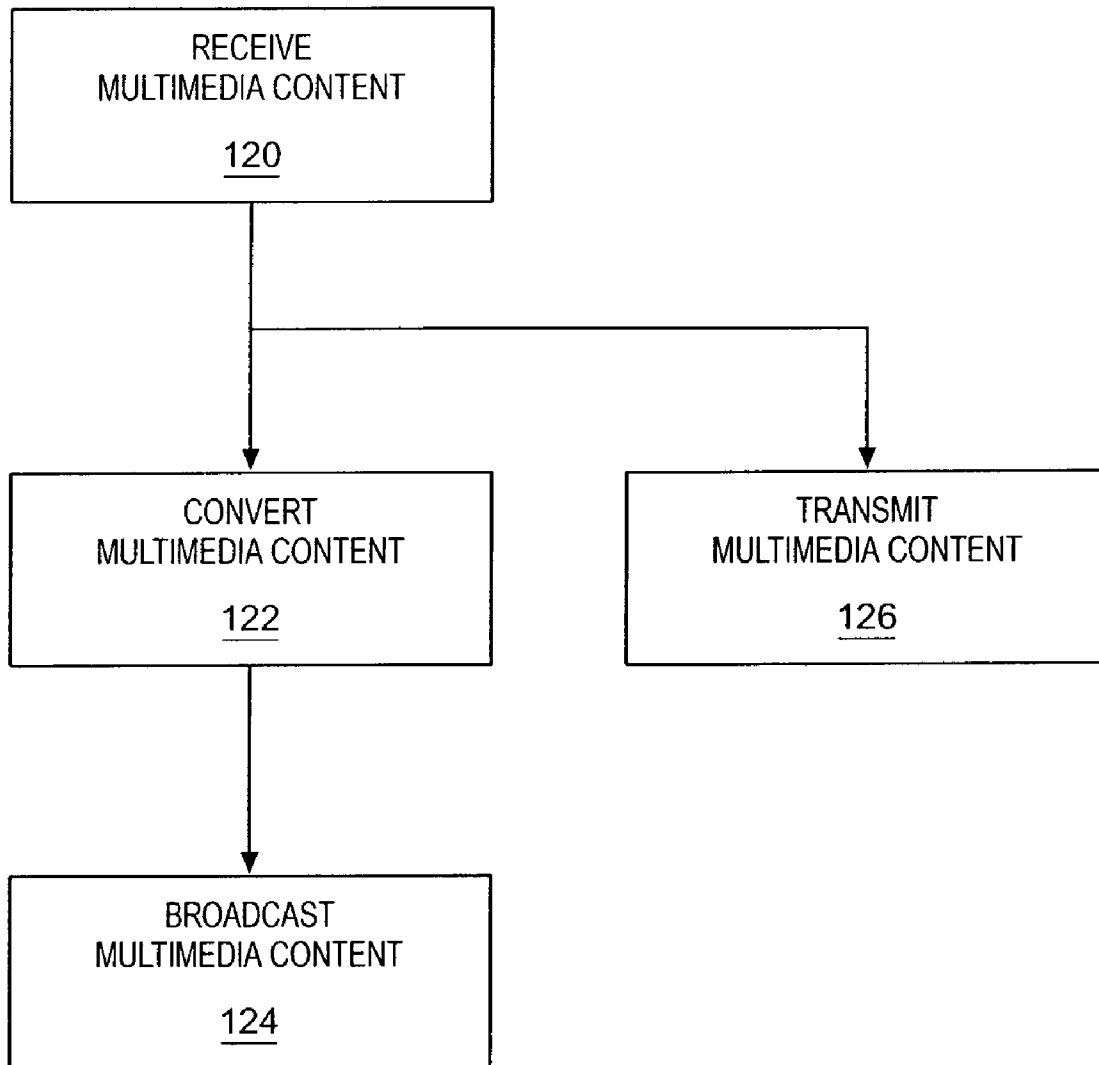 RECEIVE
MULTIMEDIA CONTENT
120
CONVERT
MULTIMEDIA CONTENT
122
TRANSMIT
MULTIMEDIA CONTENT
126
BROADCAST
MULTIMEDIA CONTENT
124